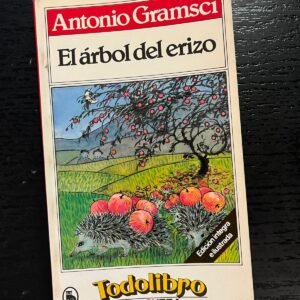 Antonio Gramsci
El árbol del erizo
Edición íntegra
e ilustrada
Todolibro